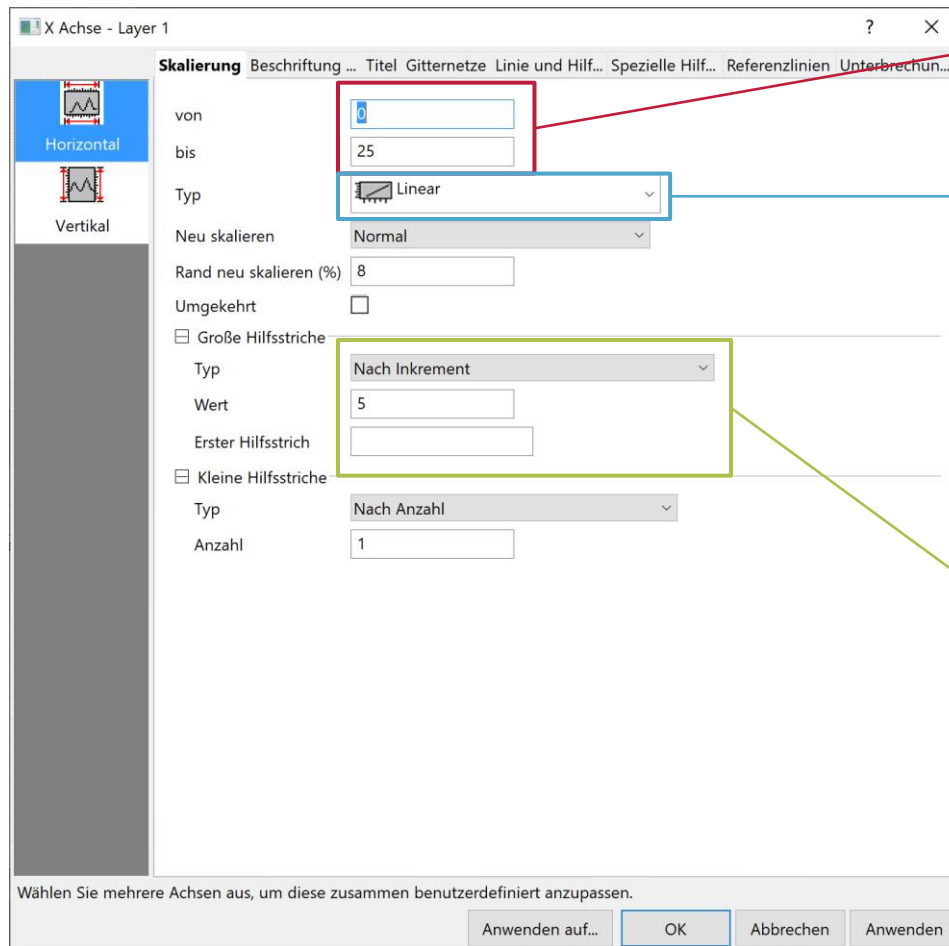 X Achse - Layer 1 ?
Skalierung Beschriftung ... Titel Gitternetze Linie und Hilf... Spezielle Hilf... Referenzlinien Unterbrechun...
Horizontal
Vertikal
von 0
bis 25
Typ Linear
Neu skalieren Normal
Rand neu skalieren (%) 8
Umgekehrt
Große Hilfsstriche
Typ Nach Inkrement
Wert 5
Erster Hilfsstrich
Kleine Hilfsstriche
Typ Nach Anzahl
Anzahl 1
Wählen Sie mehrere Achsen aus, um diese zusammen benutzerdefiniert anzupassen.
Anwenden auf... OK Abbrechen Anwenden